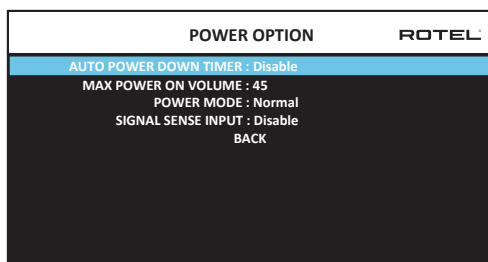 POWER OPTION ROTEL
AUTO POWER DOWN TIMER : Disable
MAX POWER ON VOLUME : 45
POWER MODE : Normal
SIGNAL SENSE INPUT : Disable
BACK